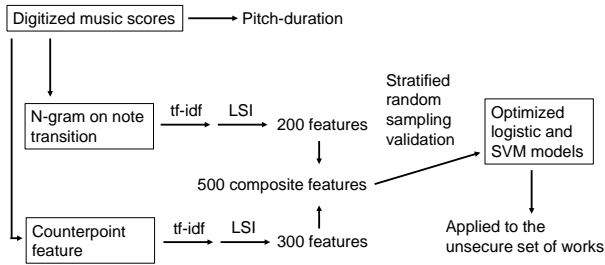 Digitized music scores
Pitch-duration
N-gram on note
transition
tf-idf
LSI
200 features
Stratified
random
sampling
validation
Optimized
logistic and
SVM models
500 composite features
Counterpoint
feature
tf-idf
LSI
300 features
Applied to the
unsecure set of works